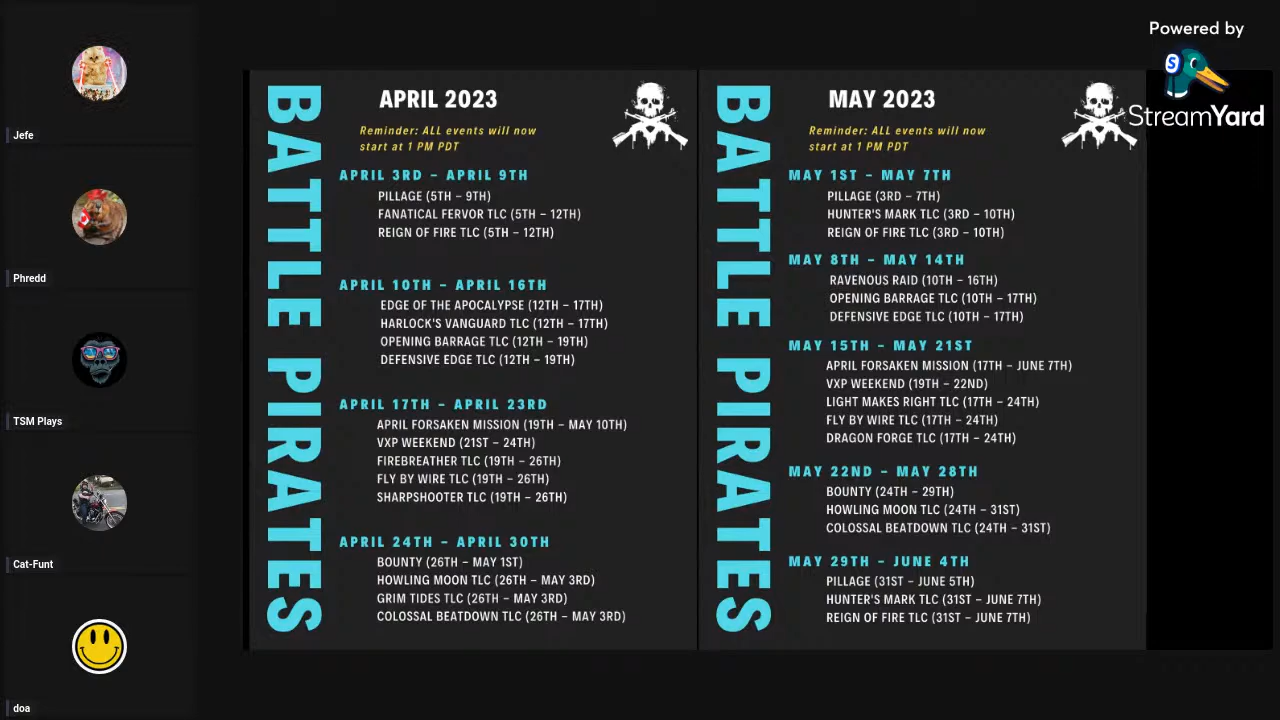 Powered by
StreamYard
Jefe
Phredd
TSM Plays
Cat-Funt
doa
BATTLE PIRATES
APRIL 2023
Reminder: ALL events will now
start at 1 PM PDT
APRIL 3RD – APRIL 9TH
PILLAGE (5TH – 9TH)
FANATICAL FERVOR TLC (5TH – 12TH)
REIGN OF FIRE TLC (5TH – 12TH)
APRIL 10TH – APRIL 16TH
EDGE OF THE APOCALYPSE (12TH – 17TH)
HARLOCK'S VANGUARD TLC (12TH – 17TH)
OPENING BARRAGE TLC (12TH – 19TH)
DEFENSIVE EDGE TLC (12TH – 19TH)
APRIL 17TH – APRIL 23RD
APRIL FORSAKEN MISSION (19TH – MAY 10TH)
VXP WEEKEND (21ST – 24TH)
FIREBREATHER TLC (19TH – 26TH)
FLY BY WIRE TLC (19TH – 26TH)
SHARPSHOOTER TLC (19TH – 26TH)
APRIL 24TH – APRIL 30TH
BOUNTY (26TH – MAY 1ST)
HOWLING MOON TLC (26TH – MAY 3RD)
GRIM TIDES TLC (26TH – MAY 3RD)
COLOSSAL BEATDOWN TLC (26TH – MAY 3RD)
BATTLE PIRATES
MAY 2023
Reminder: ALL events will now
start at 1 PM PDT
MAY 1ST – MAY 7TH
PILLAGE (3RD – 7TH)
HUNTER'S MARK TLC (3RD – 10TH)
REIGN OF FIRE TLC (3RD – 10TH)
MAY 8TH – MAY 14TH
RAVENOUS RAID (10TH – 16TH)
OPENING BARRAGE TLC (10TH – 17TH)
DEFENSIVE EDGE TLC (10TH – 17TH)
MAY 15TH – MAY 21ST
APRIL FORSAKEN MISSION (17TH – JUNE 7TH)
VXP WEEKEND (19TH – 22ND)
LIGHT MAKES RIGHT TLC (17TH – 24TH)
FLY BY WIRE TLC (17TH – 24TH)
DRAGON FORGE TLC (17TH – 24TH)
MAY 22ND – MAY 28TH
BOUNTY (24TH – 29TH)
HOWLING MOON TLC (24TH – 31ST)
COLOSSAL BEATDOWN TLC (24TH – 31ST)
MAY 29TH – JUNE 4TH
PILLAGE (31ST – JUNE 5TH)
HUNTER'S MARK TLC (31ST – JUNE 7TH)
REIGN OF FIRE TLC (31ST – JUNE 7TH)